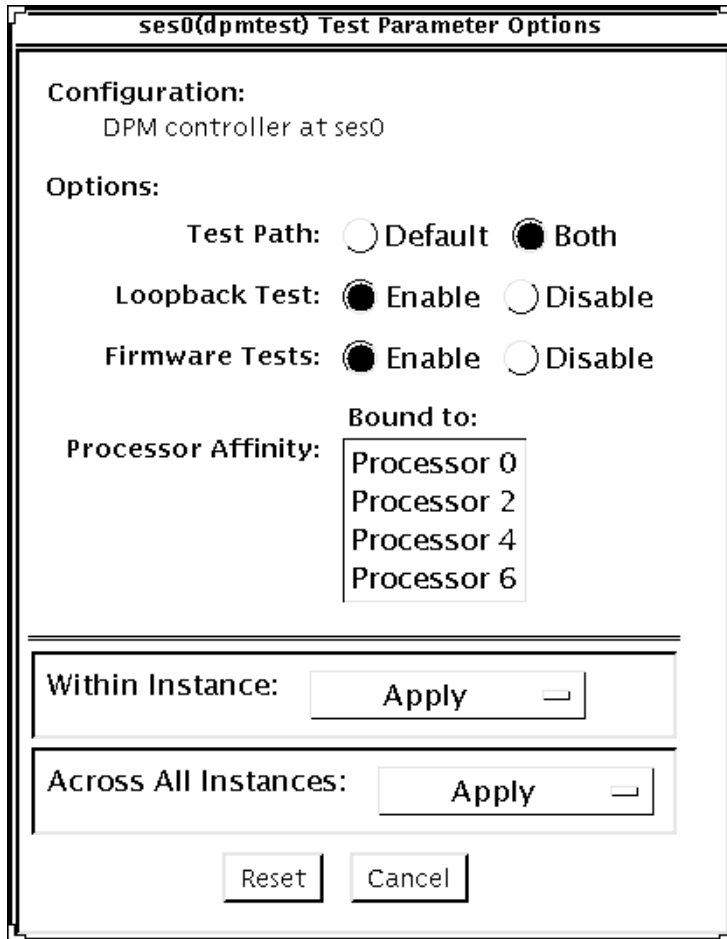 ses0(dpmtest) Test Parameter Options
Configuration:
DPM controller at ses0
Options:
Test Path: Default Both
Loopback Test: Enable Disable
Firmware Tests: Enable Disable
Bound to:
Processor Affinity:
Processor 0
Processor 2
Processor 4
Processor 6
Within Instance: Apply
Across All Instances: Apply
Reset Cancel